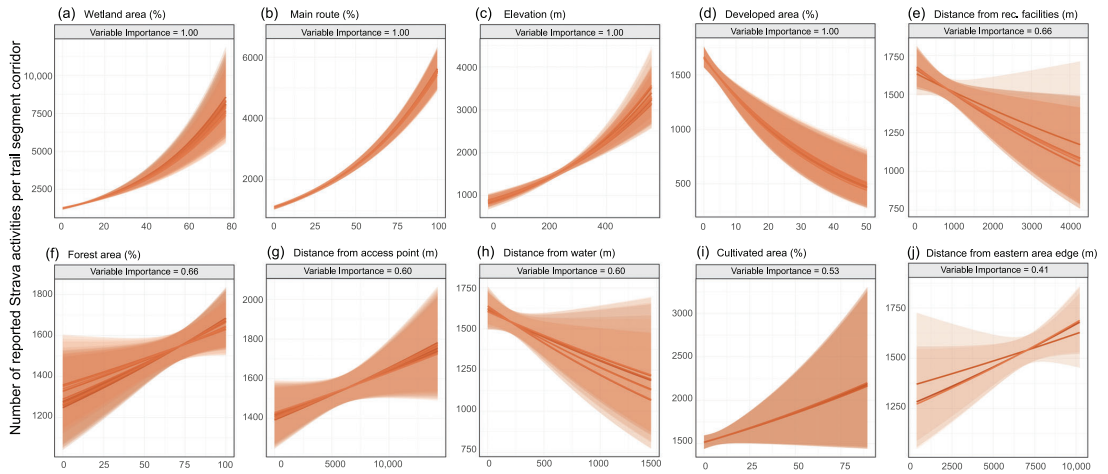 Number of reported Strava activities per trail segment corridor
(a) Wetland area (%)
Variable Importance = 1.00
10,000
7500
5000
2500
0 20 40 60 80
(b) Main route (%)
Variable Importance = 1.00
6000
4000
2000
0 25 50 75 100
(c) Elevation (m)
Variable Importance = 1.00
4000
3000
2000
1000
0 200 400
(d) Developed area (%)
Variable Importance = 1.00
1500
1000
500
0 10 20 30 40 50
(e) Distance from rec. facilities (m)
Variable Importance = 0.66
1750
1500
1250
1000
750
0 1000 2000 3000 4000
(f) Forest area (%)
Variable Importance = 0.66
1800
1600
1400
1200
0 25 50 75 100
(g) Distance from access point (m)
Variable Importance = 0.60
2000
1800
1600
1400
0 5000 10,000
(h) Distance from water (m)
Variable Importance = 0.60
1750
1500
1250
1000
750
0 500 1000 1500
(i) Cultivated area (%)
Variable Importance = 0.53
3000
2500
2000
1500
0 25 50 75
(j) Distance from eastern area edge (m)
Variable Importance = 0.41
1750
1500
1250
0 2500 5000 7500 10,000